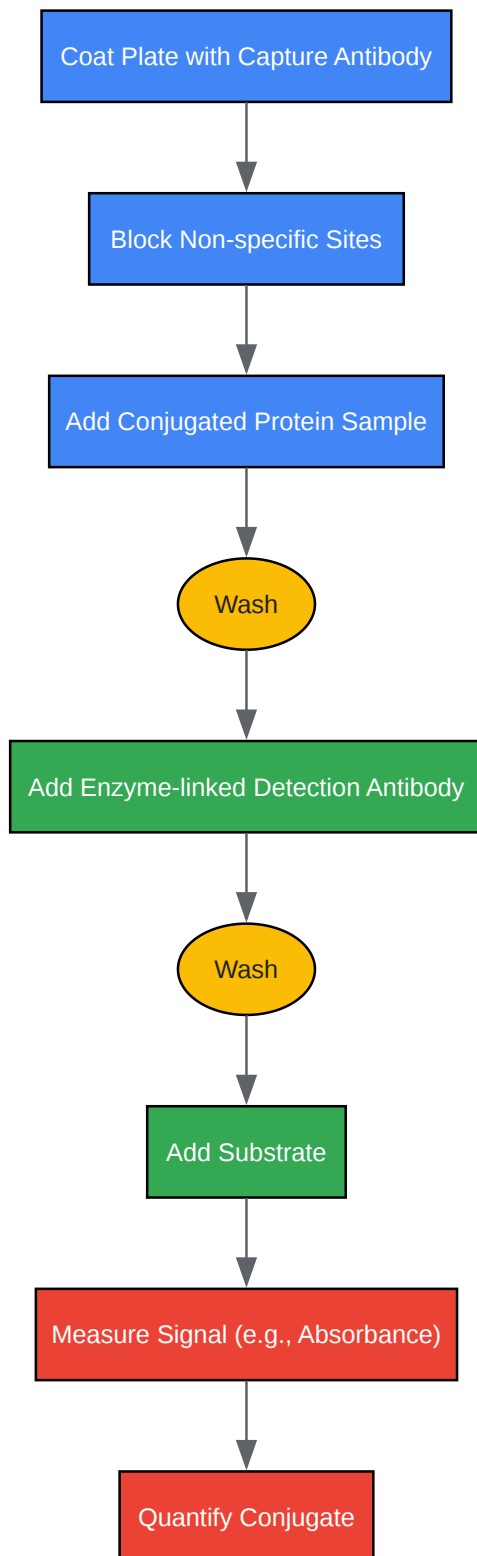 Coat Plate with Capture Antibody
Block Non-specific Sites
Add Conjugated Protein Sample
Wash
Add Enzyme-linked Detection Antibody
Wash
Add Substrate
Measure Signal (e.g., Absorbance)
Quantify Conjugate